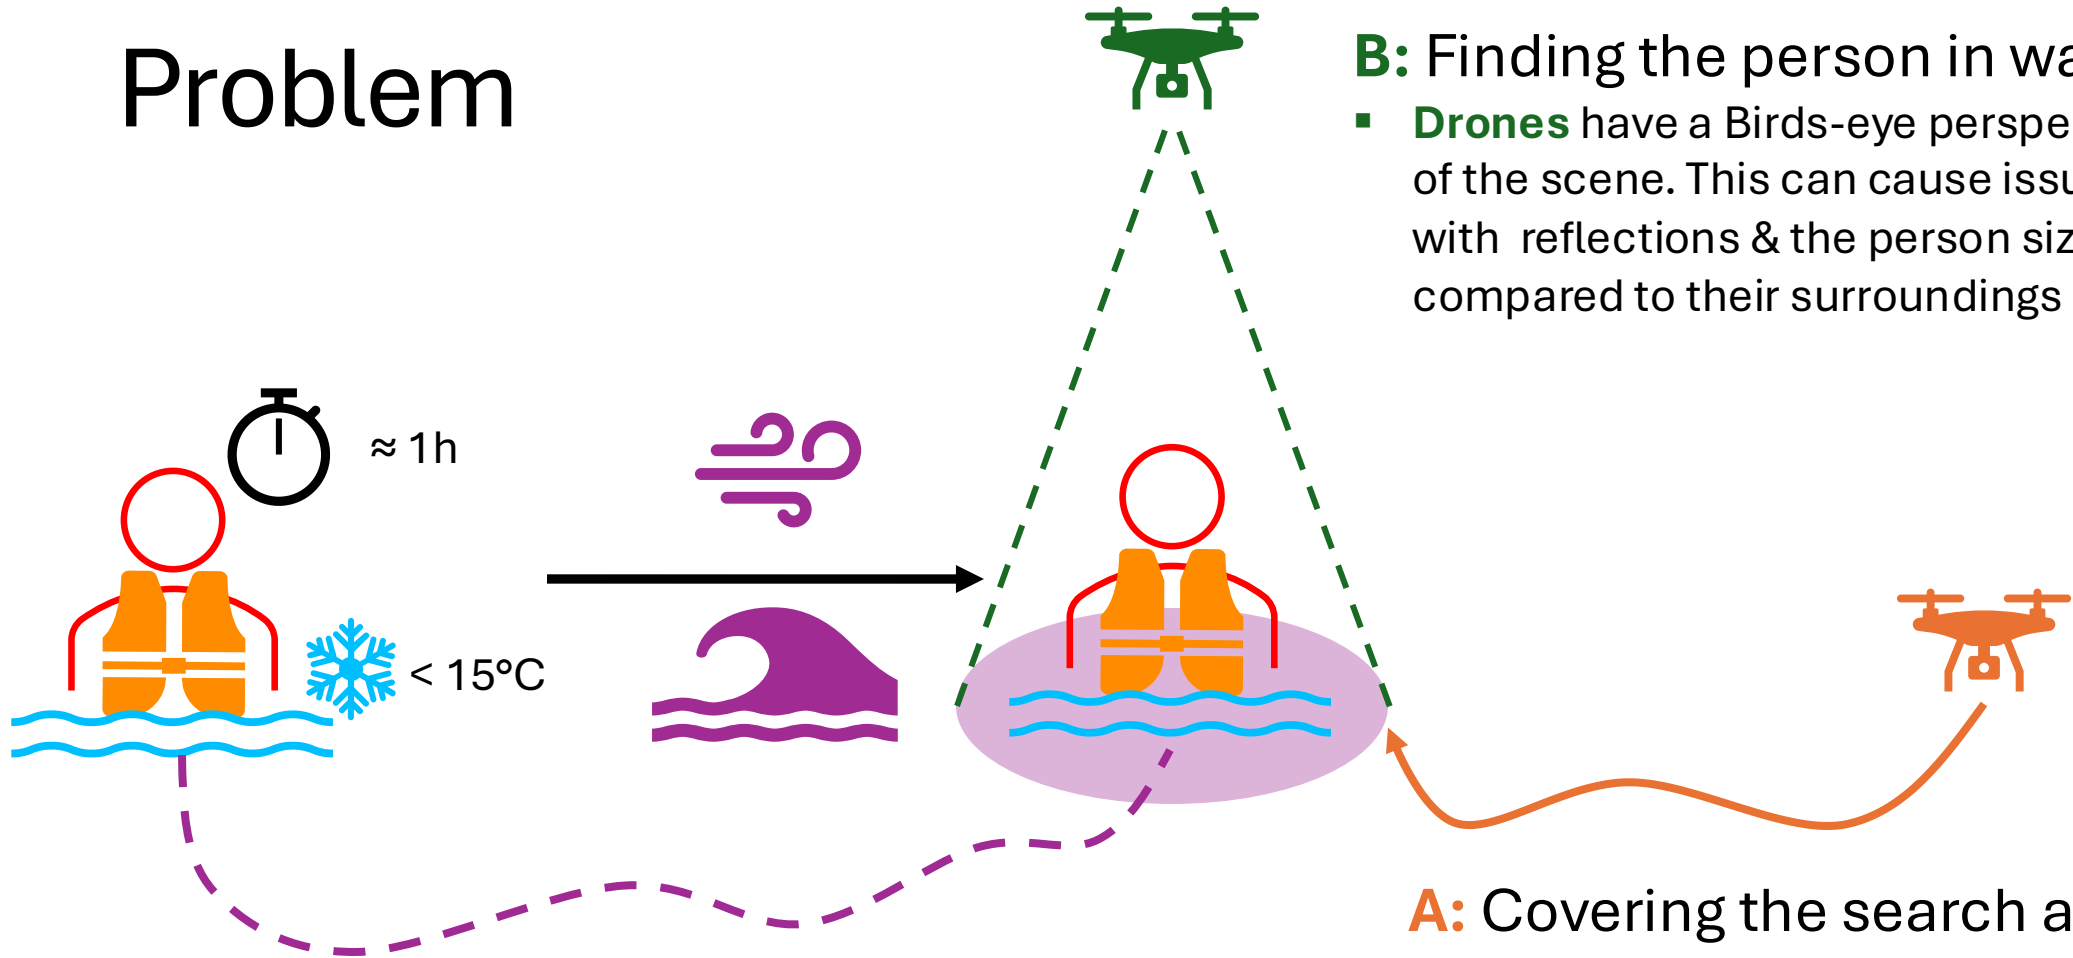 Problem
B: Finding the person in wa
▪ Drones have a Birds-eye perspe
of the scene. This can cause issu
with reflections & the person siz
compared to their surroundings
≈ 1h
< 15°C
A: Covering the search a